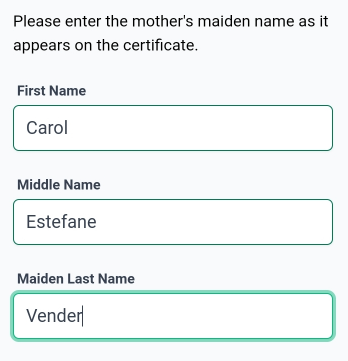 Please enter the mother's maiden name as it
appears on the certificate.
First Name
Carol
Middle Name
Estefane
Maiden Last Name
Vender